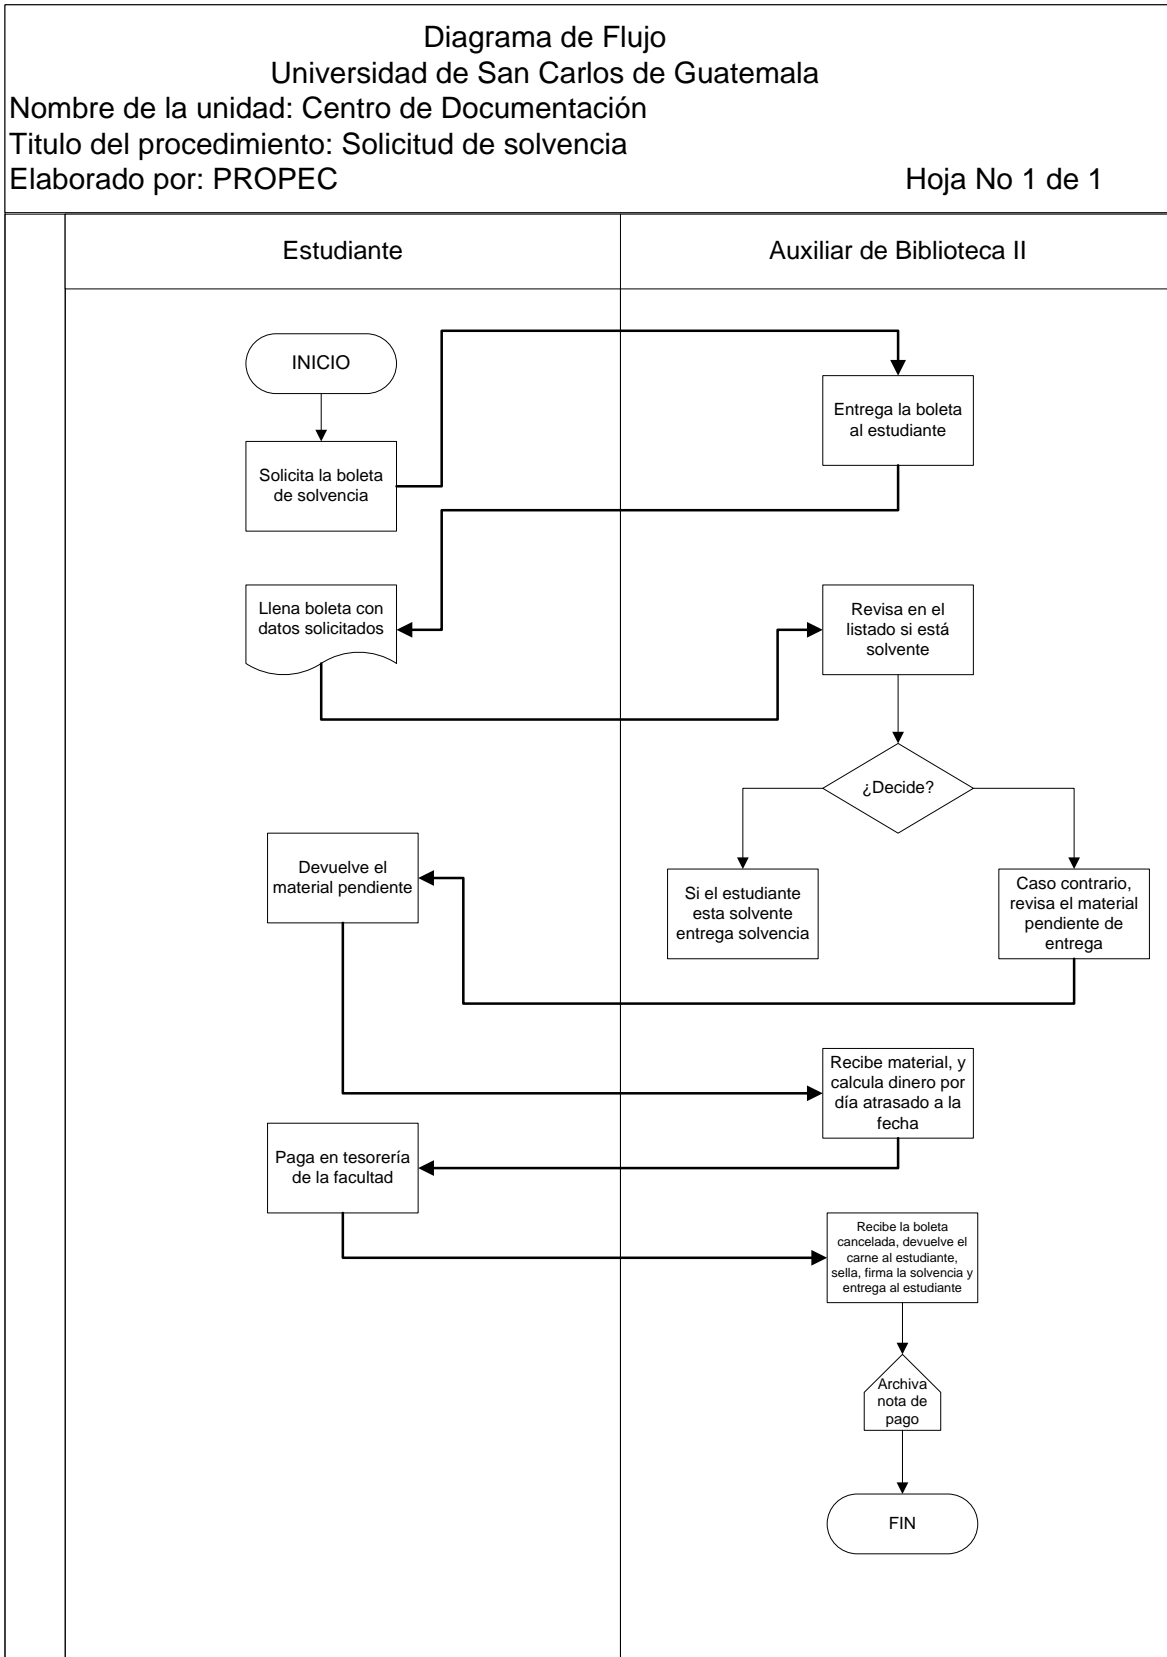 Diagrama de Flujo
Universidad de San Carlos de Guatemala
Nombre de la unidad: Centro de Documentación
Titulo del procedimiento: Solicitud de solvencia
Elaborado por: PROPEC
Hoja No 1 de 1
Estudiante
Auxiliar de Biblioteca II
INICIO
Solicita la boleta
de solvencia
Entrega la boleta
al estudiante
Llena boleta con
datos solicitados
Revisa en el
listado si está
solvente
¿Decide?
Si el estudiante
esta solvente
entrega solvencia
Caso contrario,
revisa el material
pendiente de
entrega
Devuelve el
material pendiente
Recibe material, y
calcula dinero por
día atrasado a la
fecha
Paga en tesorería
de la facultad
Recibe la boleta
cancelada, devuelve el
carne al estudiante,
sella, firma la solvencia y
entrega al estudiante
Archiva
nota de
pago
FIN